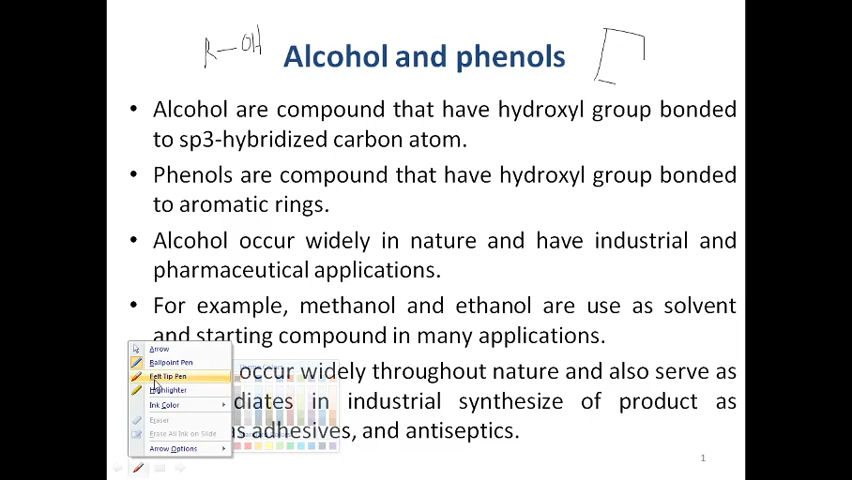 R-OH
Alcohol and phenols
• Alcohol are compound that have hydroxyl group bonded
to sp3-hybridized carbon atom.
• Phenols are compound that have hydroxyl group bonded
to aromatic rings.
• Alcohol occur widely in nature and have industrial and
pharmaceutical applications.
• For example, methanol and ethanol are use as solvent
and starting compound in many applications.
occur widely throughout nature and also serve as
diates in industrial synthesize of product as
as adhesives, and antiseptics.
Arrow
Ballpoint Pen
Felt Tip Pen
Highlighter
Ink Color
Eraser
Erase All Ink on Slide
Arrow Options
1